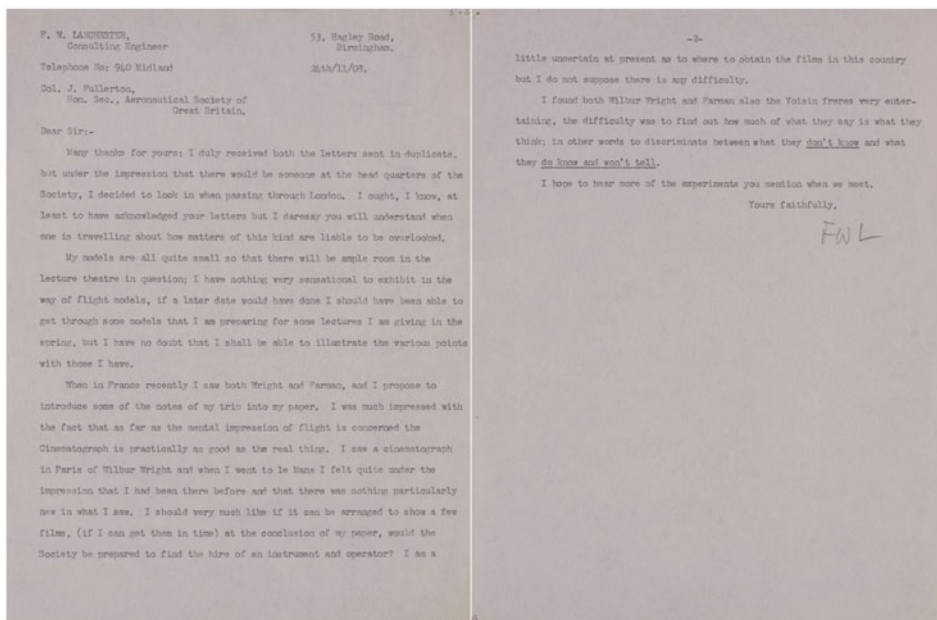 F. W. LANCHESTER,
Consulting Engineer
53, Hagley Road,
Birmingham.
Telephone No: 940 Midland
24th/11/08.
Col. J. Fullerton,
Hon. Sec., Aeronautical Society of
Great Britain.
Dear Sir:-
Many thanks for yours; I duly received both the letters sent in duplicate,
but under the impression that there would be someone at the head quarters of the
Society, I decided to look in when passing through London. I ought, I know, at
least to have acknowledged your letters but I daresay you will understand when
one is travelling about how matters of this kind are liable to be overlooked.
My models are all quite small so that there will be ample room in the
lecture theatre in question; I have nothing very sensational to exhibit in the
way of flight models, if a later date would have done I should have been able to
get through some models that I am preparing for some lectures I am giving in the
spring, but I have no doubt that I shall be able to illustrate the various points
with those I have.
When in France recently I saw both Wright and Farman, and I propose to
introduce some of the notes of my trip into my paper. I was much impressed with
the fact that as far as the mental impression of flight is concerned the
Cinematograph is practically as good as the real thing. I saw a cinematograph
in Paris of Wilbur Wright and when I went to le Mans I felt quite under the
impression that I had been there before and that there was nothing particularly
new in what I saw. I should very much like if it can be arranged to show a few
films, (if I can get them in time) at the conclusion of my paper, would the
Society be prepared to find the hire of an instrument and operator? I am a
-2-
little uncertain at present as to where to obtain the films in this country
but I do not suppose there is any difficulty.
I found both Wilbur Wright and Farman also the Voisin freres very enter-
taining, the difficulty was to find out how much of what they say is what they
think; in other words to discriminate between what they don't know and what
they do know and won't tell.
I hope to hear more of the experiments you mention when we meet.
Yours faithfully,
FWL